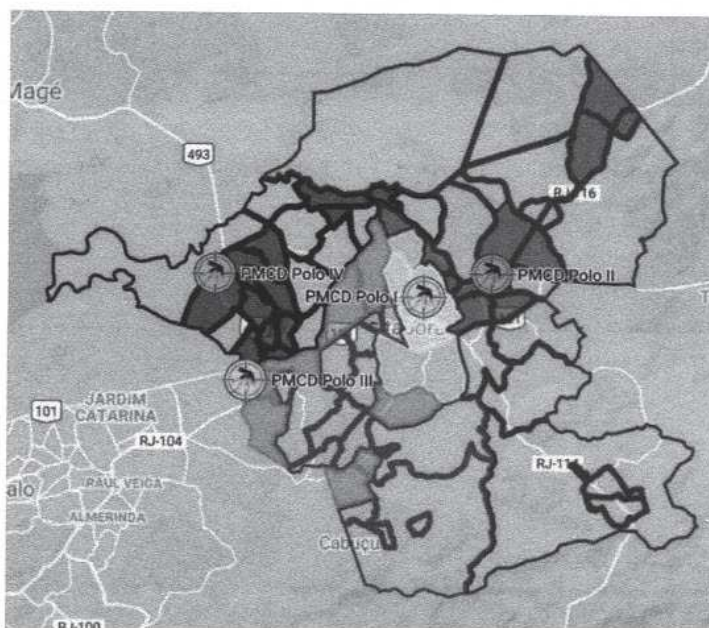 Magé
493
RJ-116
PMCD Polo IV
PMCD Polo II
PMCD Polo I
PMCD Polo III
JARDIM
CATARINA
101
RJ-104
RAUL VEIGA
ALMERINDA
RJ-114
Cabuçu